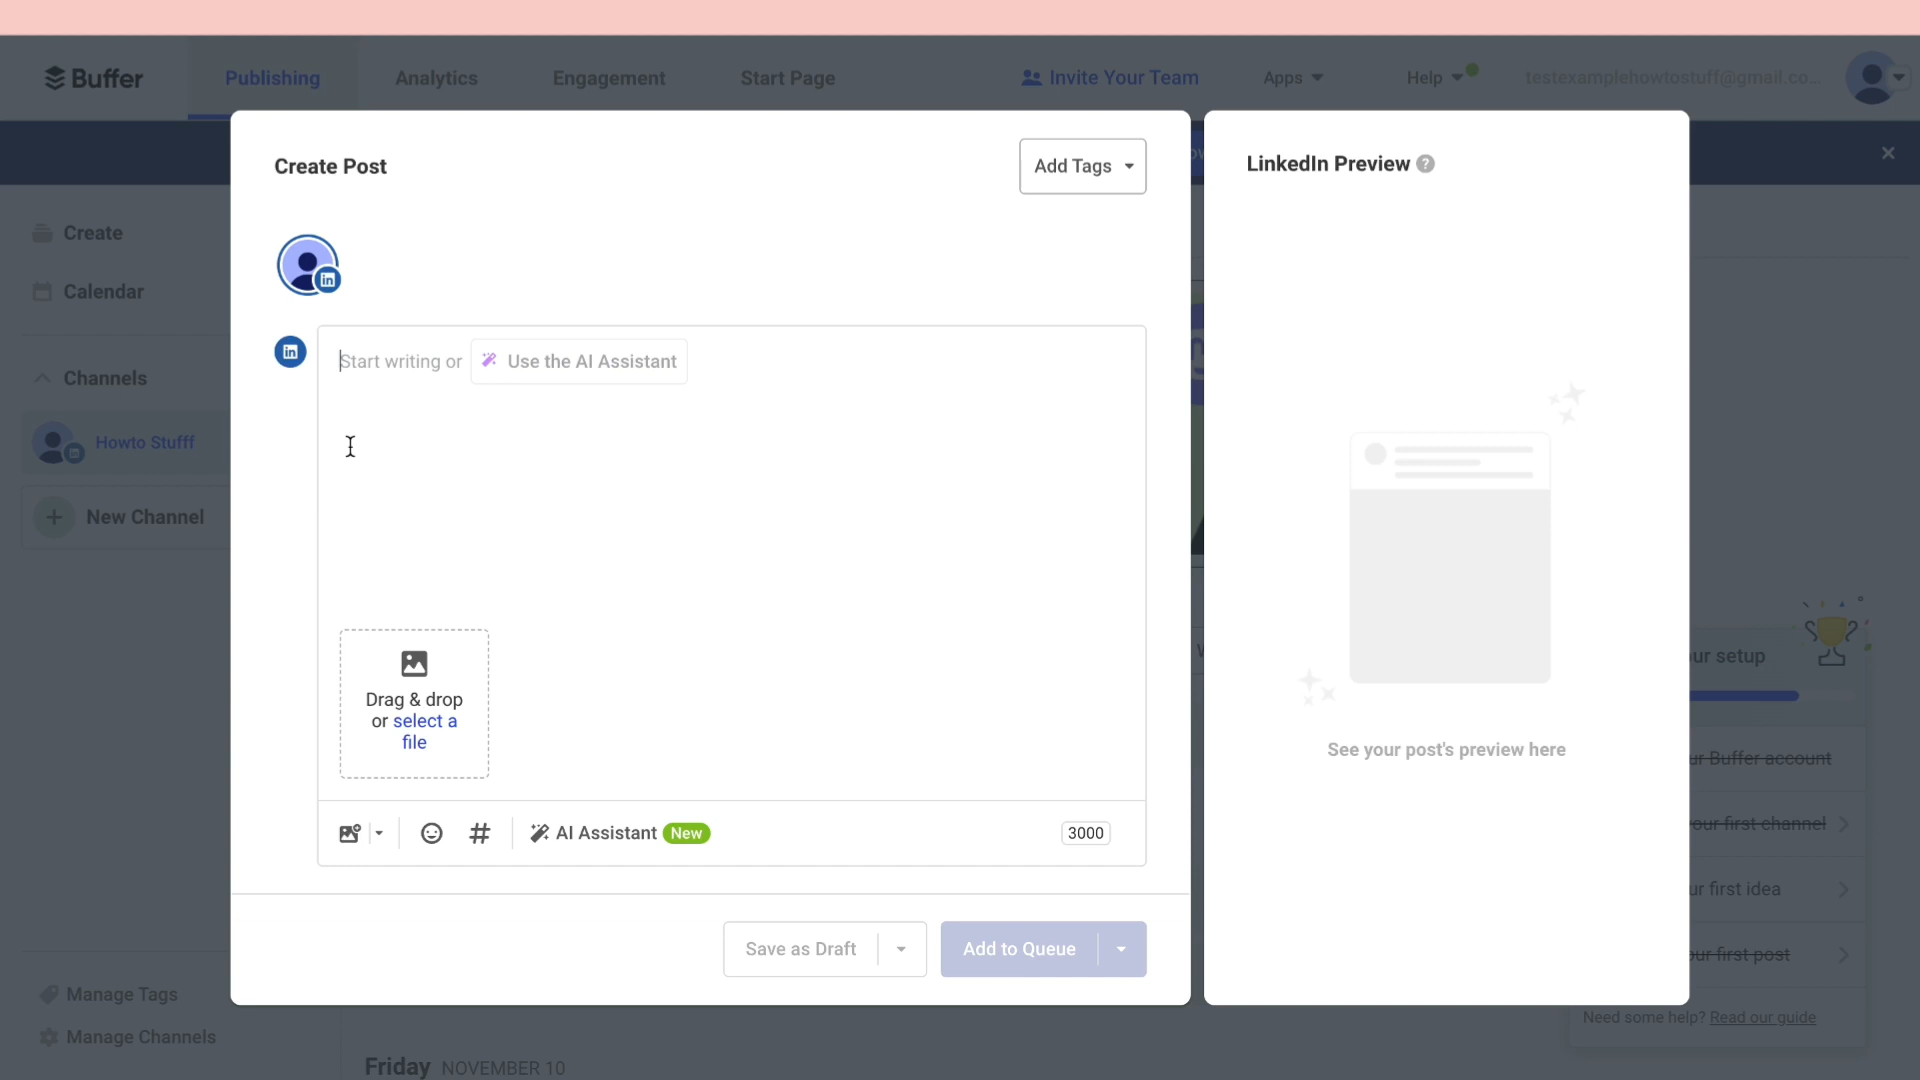 Buffer
Publishing
Analytics
Engagement
Start Page
Invite Your Team
Apps
Help
testexamplehowtostuff@gmail.co...
Create Post
Add Tags
LinkedIn Preview ?
Create
Calendar
Channels
Howto Stufff
New Channel
Start writing or Use the AI Assistant
Drag & drop
or select a
file
AI Assistant New
3000
See your post's preview here
Save as Draft
Add to Queue
ur setup
ur Buffer account
our first channel
ur first idea
our first post
Need some help? Read our guide
Manage Tags
Manage Channels
Friday NOVEMBER 10